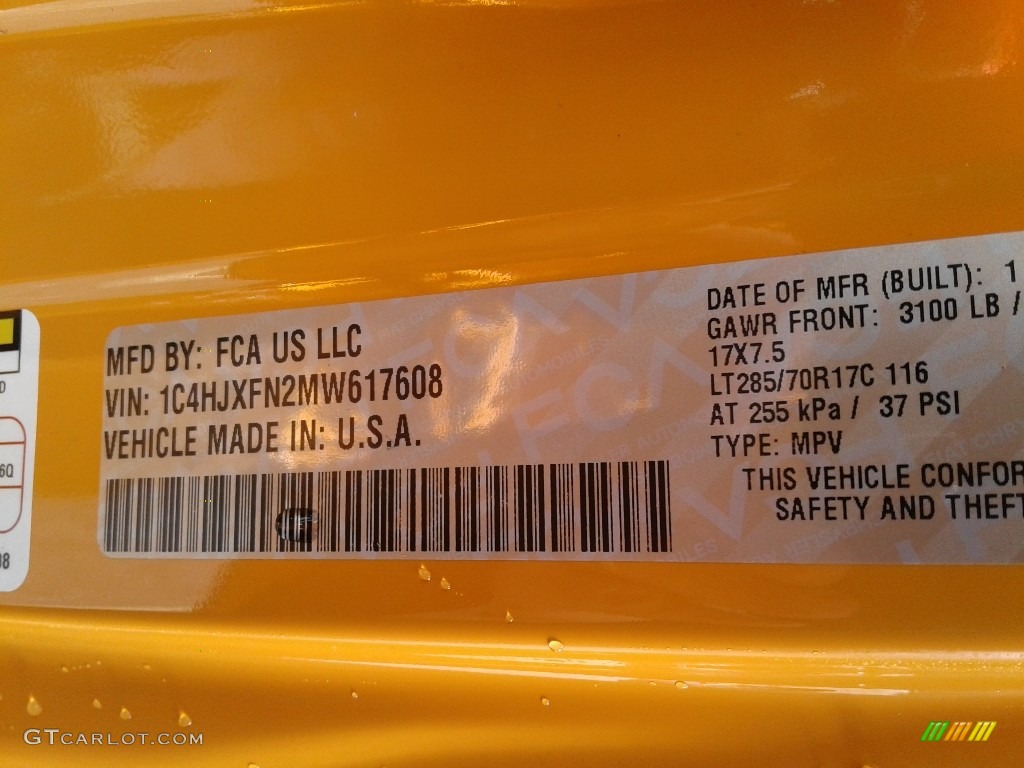 MFD BY: FCA US LLC
VIN: 1C4HJXFN2MW617608
VEHICLE MADE IN: U.S.A.
DATE OF MFR (BUILT): 1
GAWR FRONT: 3100 LB /
17X7.5
LT285/70R17C 116
AT 255 kPa / 37 PSI
TYPE: MPV
THIS VEHICLE CONFOR
SAFETY AND THEFT
6Q
08
GTCARLOT.COM